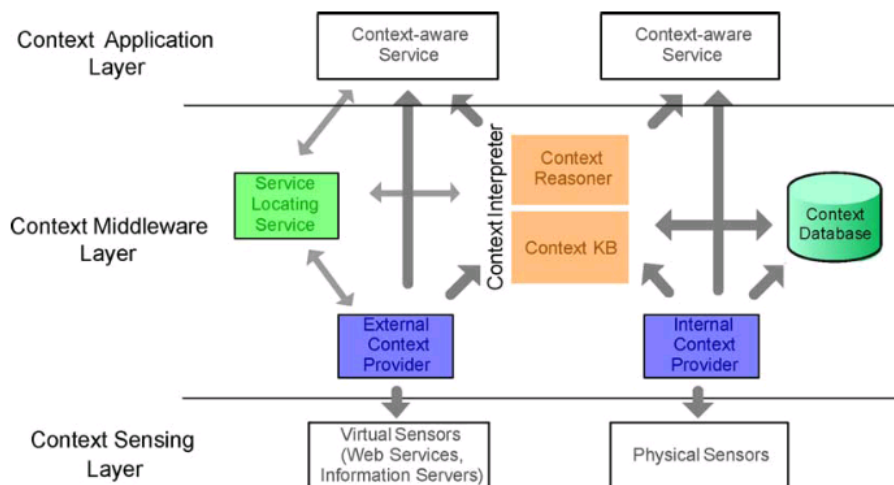 Context Application
Layer
Context-aware
Service
Context-aware
Service
Context Middleware
Layer
Service
Locating
Service
Context Interpreter
Context
Reasoner
Context KB
Context
Database
External
Context
Provider
Internal
Context
Provider
Context Sensing
Layer
Virtual Sensors
(Web Services,
Information Servers)
Physical Sensors